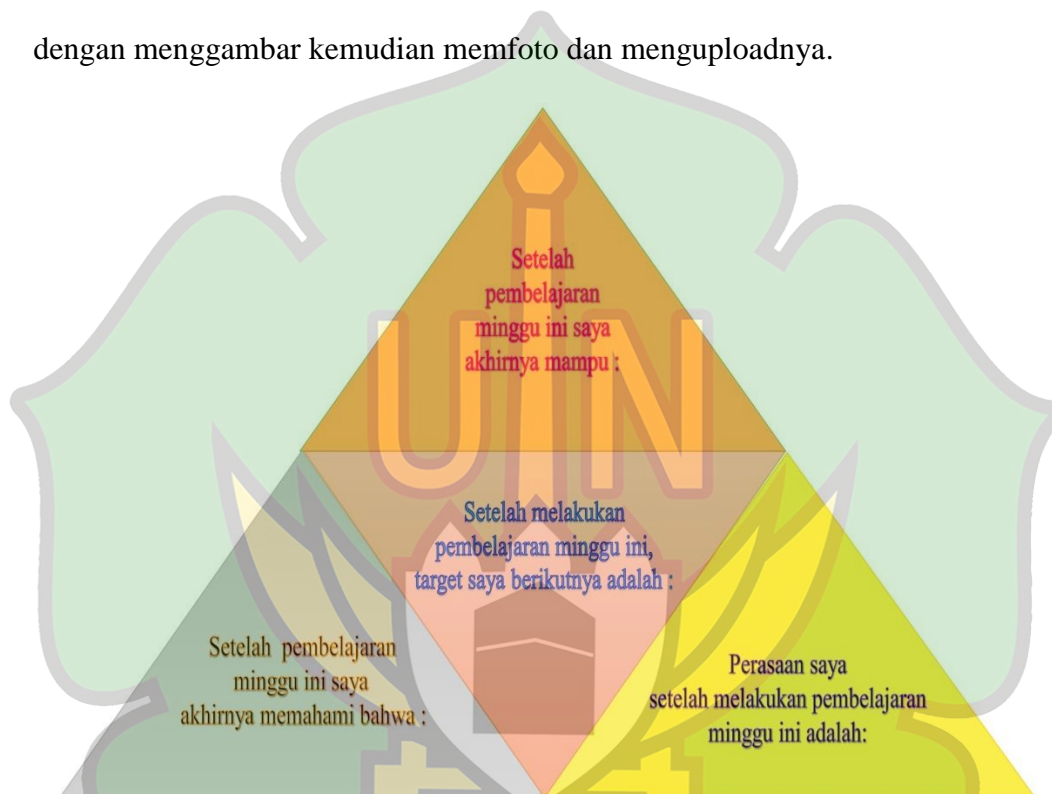 dengan menggambar kemudian memfoto dan menguploadnya.
Setelah
pembelajaran
minggu ini saya
akhirnya mampu :
UIN
Setelah melakukan
pembelajaran minggu ini,
target saya berikutnya adalah :
Setelah pembelajaran
minggu ini saya
akhirnya memahami bahwa :
Perasaan saya
setelah melakukan pembelajaran
minggu ini adalah: